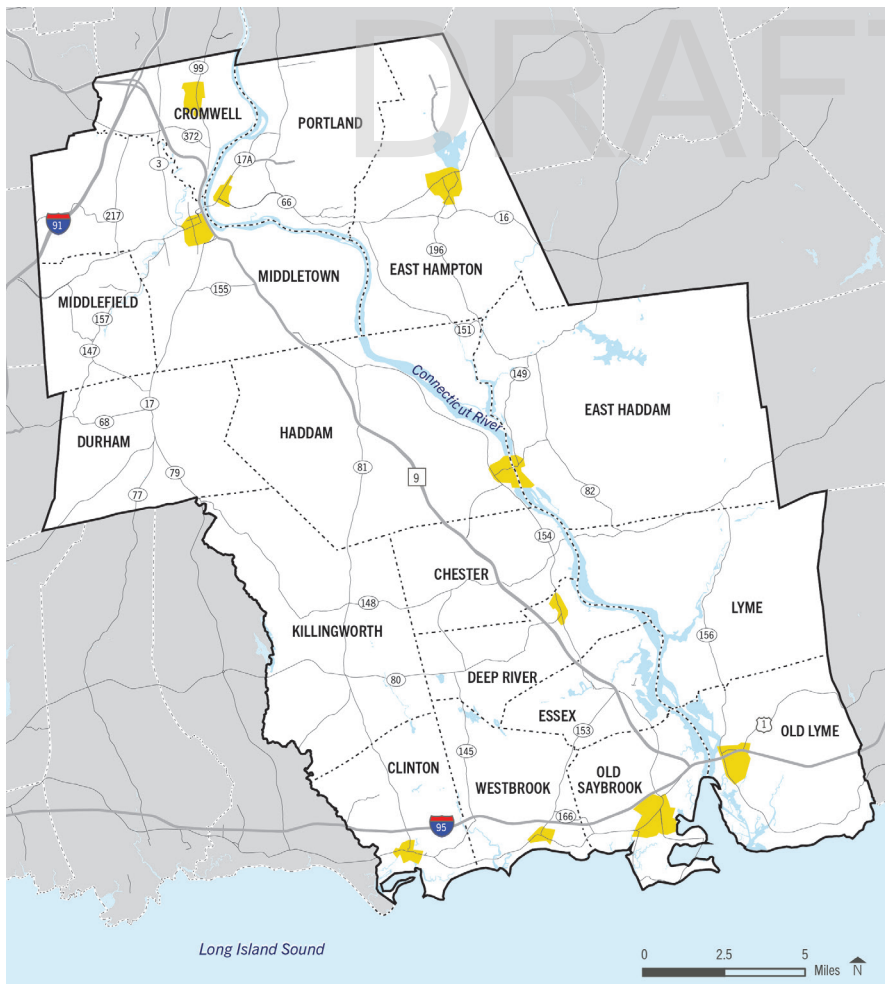 DRAFT
99
CROMWELL
PORTLAND
372
3
17A
66
217
91
16
196
MIDDLETOWN
EAST HAMPTON
155
MIDDLEFIELD
157
151
147
149
Connecticut River
17
68
EAST HADDAM
DURHAM
HADDAM
81
79
9
82
77
154
CHESTER
148
LYME
KILLINGWORTH
156
80
DEEP RIVER
ESSEX
1
153
OLD LYME
145
CLINTON
WESTBROOK
OLD
SAYBROOK
166
95
Long Island Sound
0 2.5 5
Miles N